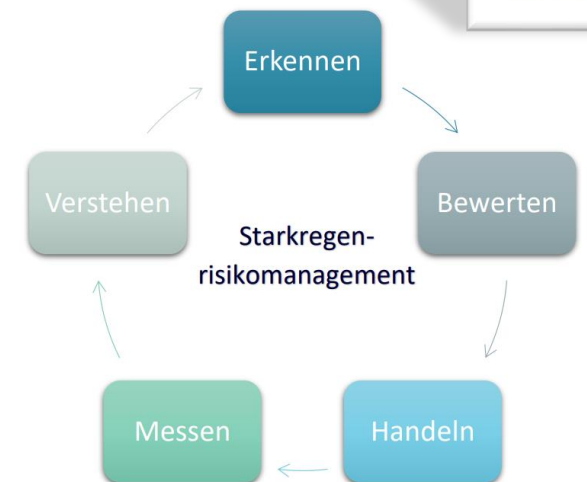 Erkennen
Bewerten
Handeln
Messen
Verstehen
Starkregen-
risikomanagement